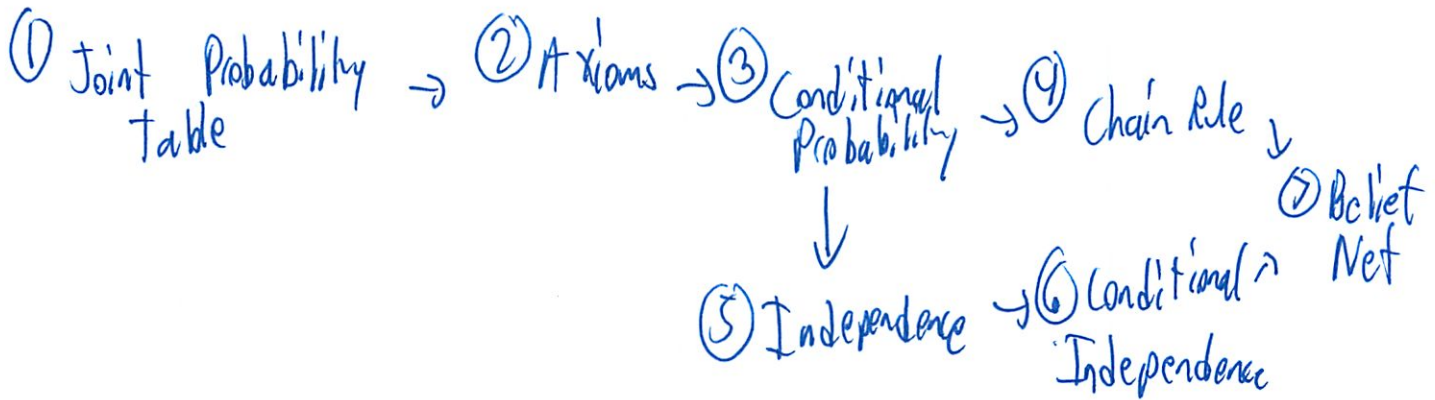 ① Joint Probability → ② Axioms → ③ Conditional → ④ Chain Rule ↘
Table
Probability
⑦ Belief
Net
↓
⑤ Independence → ⑥ Conditional ↗
Independence